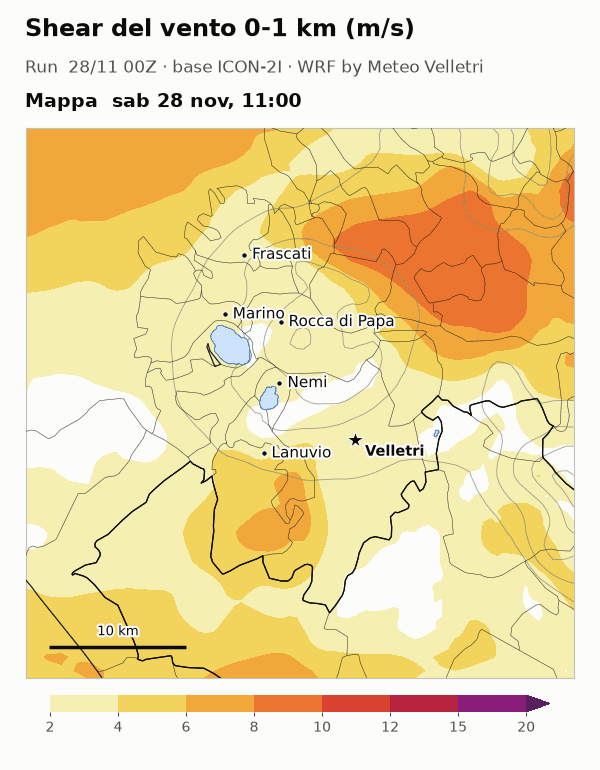 Shear del vento 0-1 km (m/s)
Run  28/11 00Z · base ICON-2I · WRF by Meteo Velletri
Mappa  sab 28 nov, 11:00
Frascati
Marino
Rocca di Papa
Nemi
Velletri
Lanuvio
10 km
2 4 6 8 10 12 15 20